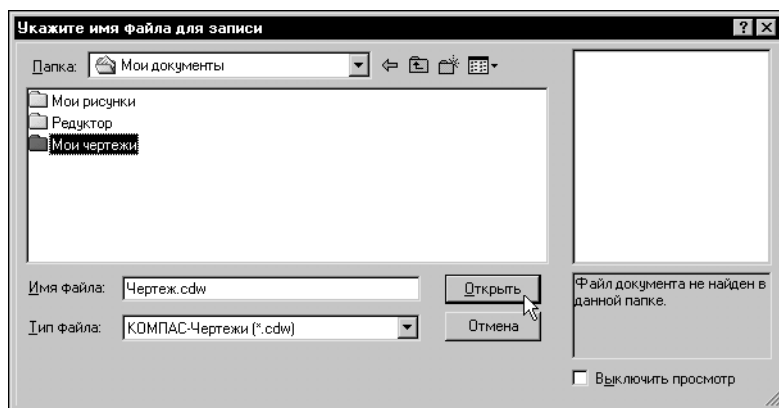 Укажите имя файла для записи
Папка: Мои документы
Мои рисунки
Редуктор
Мои чертежи
Имя файла: Чертеж.cdw
Открыть
Файл документа не найден в
данной папке.
Тип файла: КОМПАС-Чертежи (*.cdw)
Отмена
Выключить просмотр